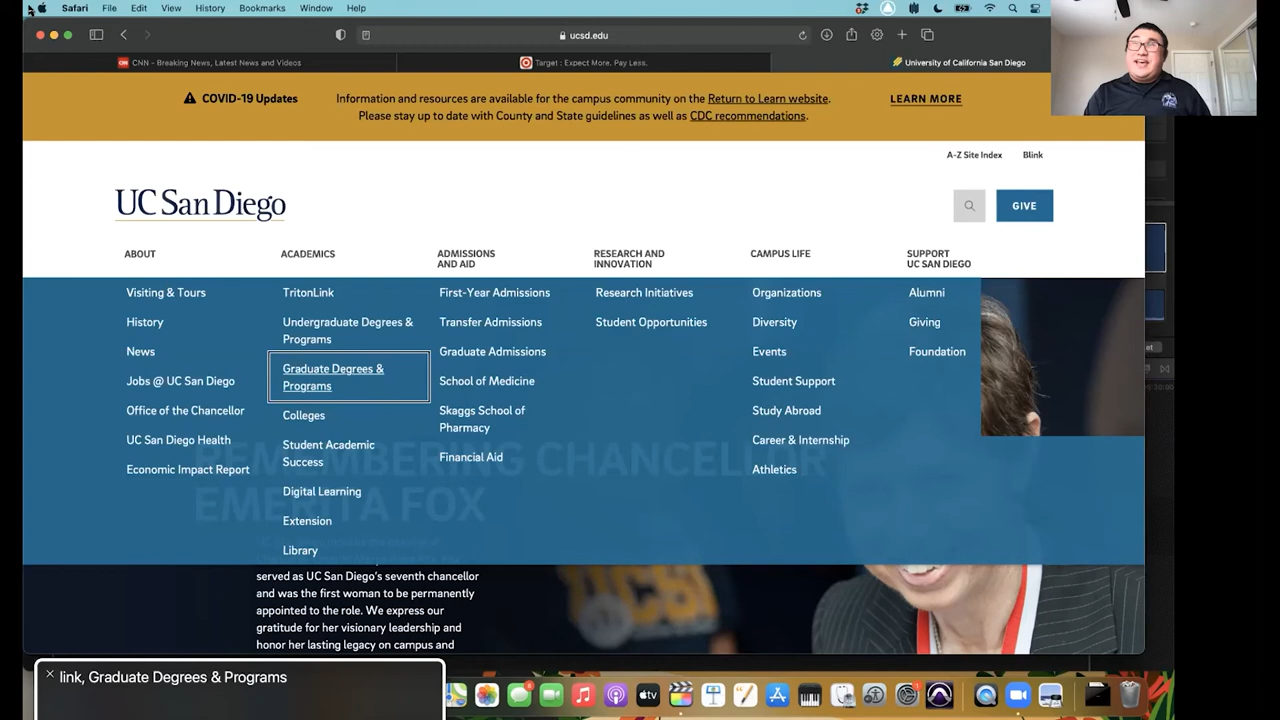 Safari File Edit View History Bookmarks Window Help
ucsd.edu
CNN - Breaking News, Latest News and Videos
Target : Expect More. Pay Less.
University of California San Diego
COVID-19 Updates
Information and resources are available for the campus community on the Return to Learn website.
Please stay up to date with County and State guidelines as well as CDC recommendations.
LEARN MORE
A-Z Site Index Blink
UC San Diego
GIVE
ABOUT
Visiting & Tours
History
News
Jobs @ UC San Diego
Office of the Chancellor
UC San Diego Health
Economic Impact Report
ACADEMICS
TritonLink
Undergraduate Degrees &
Programs
Graduate Degrees &
Programs
Colleges
Student Academic
Success
Digital Learning
Extension
Library
ADMISSIONS
AND AID
First-Year Admissions
Transfer Admissions
Graduate Admissions
School of Medicine
Skaggs School of
Pharmacy
Financial Aid
RESEARCH AND
INNOVATION
Research Initiatives
Student Opportunities
CAMPUS LIFE
Organizations
Diversity
Events
Student Support
Study Abroad
Career & Internship
Athletics
SUPPORT
UC SAN DIEGO
Alumni
Giving
Foundation
REMEMBERING CHANCELLOR
EMERITA FOX
served as UC San Diego's seventh chancellor
and was the first woman to be permanently
appointed to the role. We express our
gratitude for her visionary leadership and
honor her lasting legacy on campus and
link, Graduate Degrees & Programs